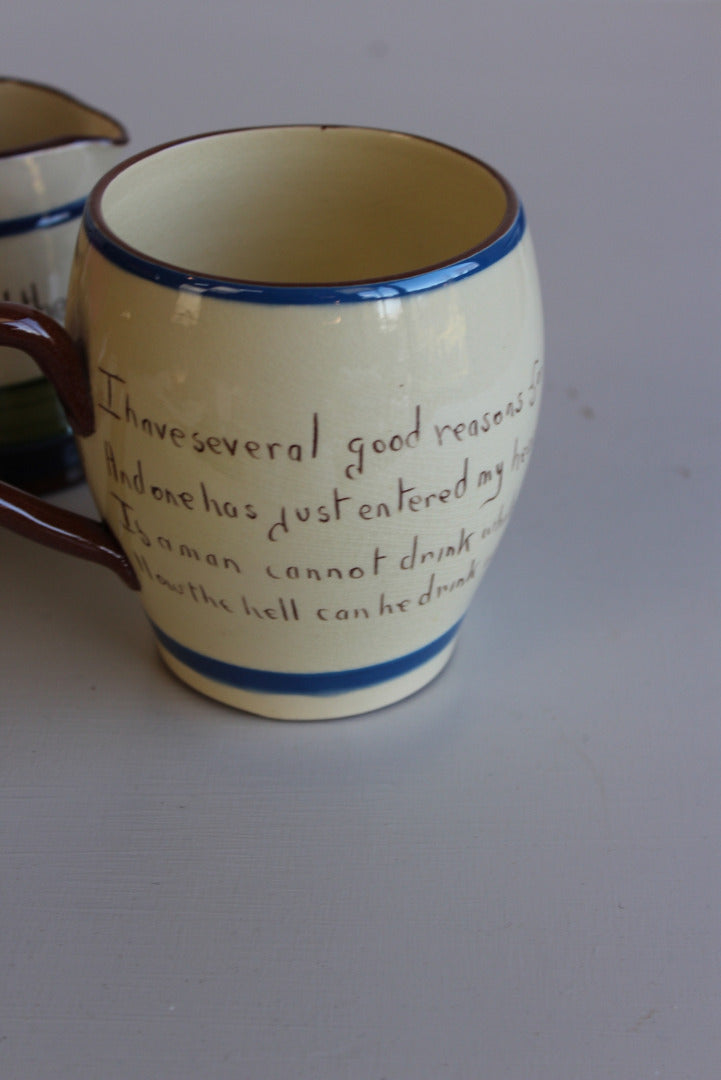 I have several good reasons
And one has just entered my
If a man cannot drink
How the hell can he drink